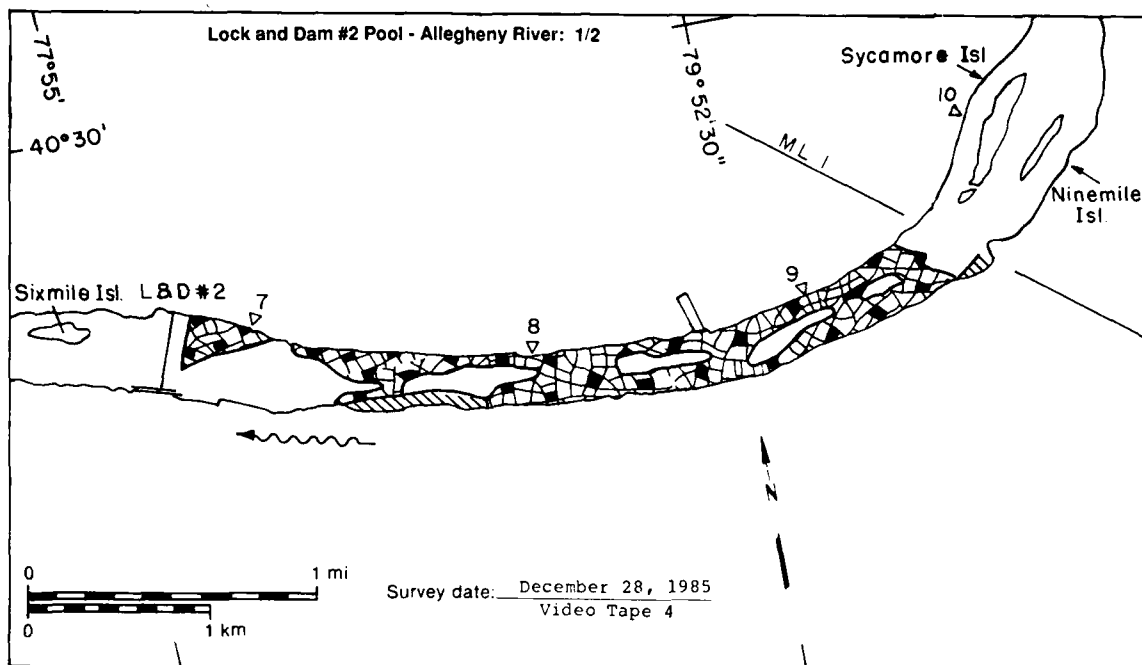 Lock and Dam #2 Pool - Allegheny River: 1/2
77°55'
40°30'
79°52'30"
Sycamore Isl
10
ML 1
Ninemile
Isl.
9
Sixmile Isl. L&D #2
7
8
N
0 1 mi
0 1 km
Survey date: December 28, 1985
Video Tape 4